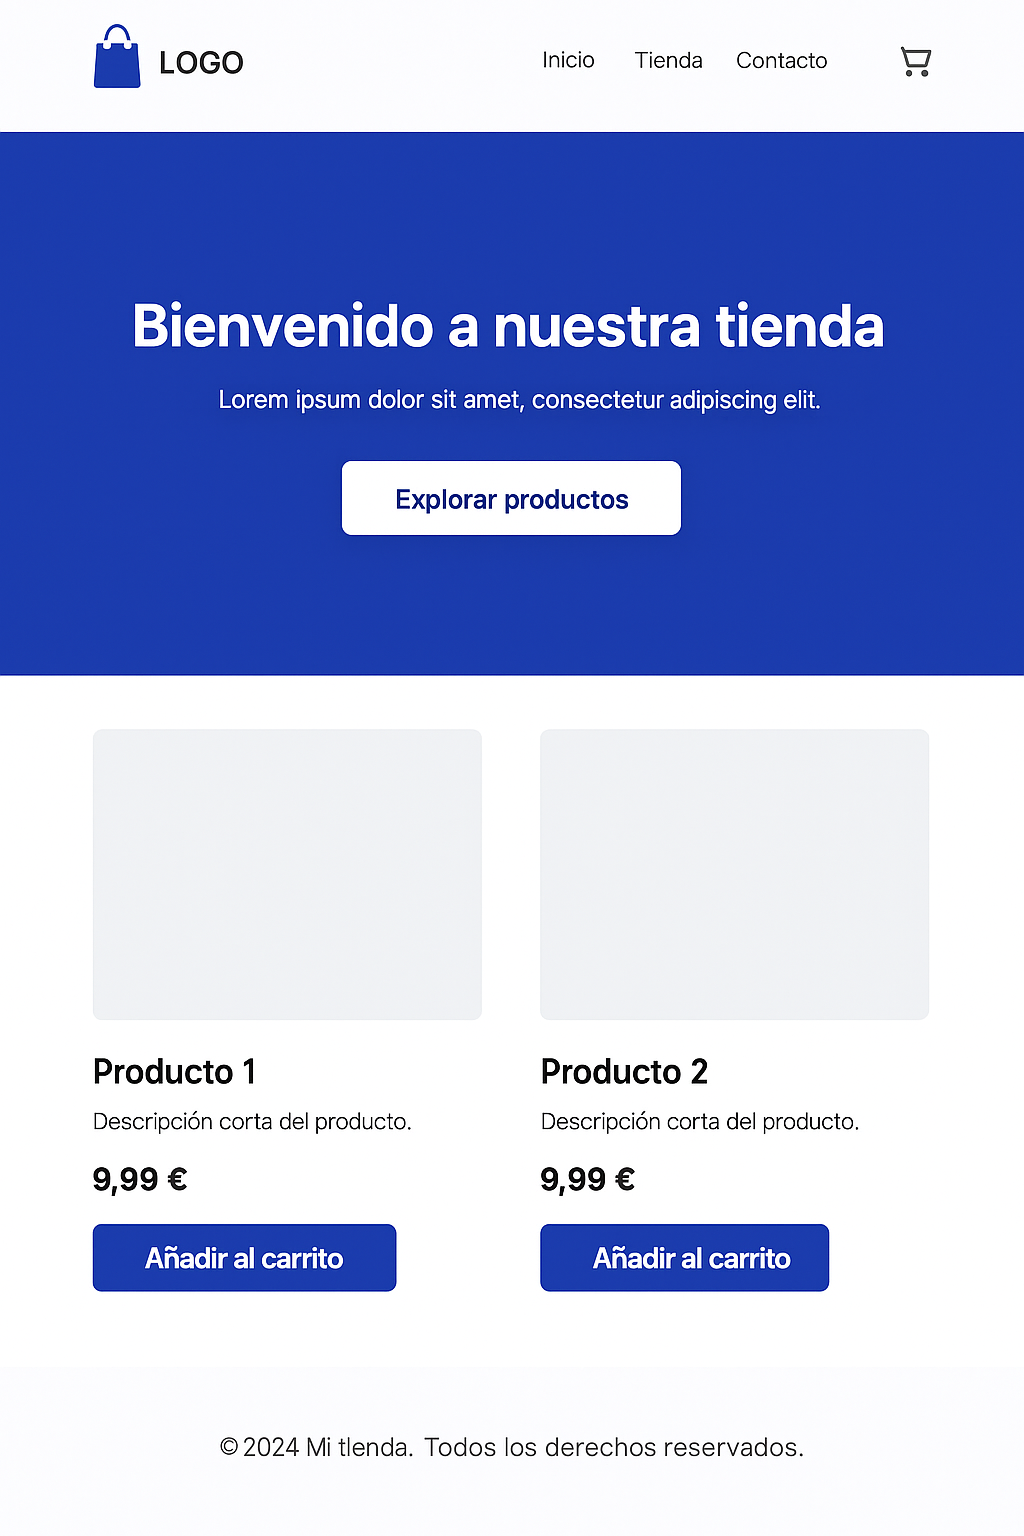 LOGO
Inicio Tienda Contacto
Bienvenido a nuestra tienda
Lorem ipsum dolor sit amet, consectetur adipiscing elit.
Explorar productos
Producto 1
Descripción corta del producto.
9,99 €
Añadir al carrito
Producto 2
Descripción corta del producto.
9,99 €
Añadir al carrito
© 2024 Mi tlenda. Todos los derechos reservados.